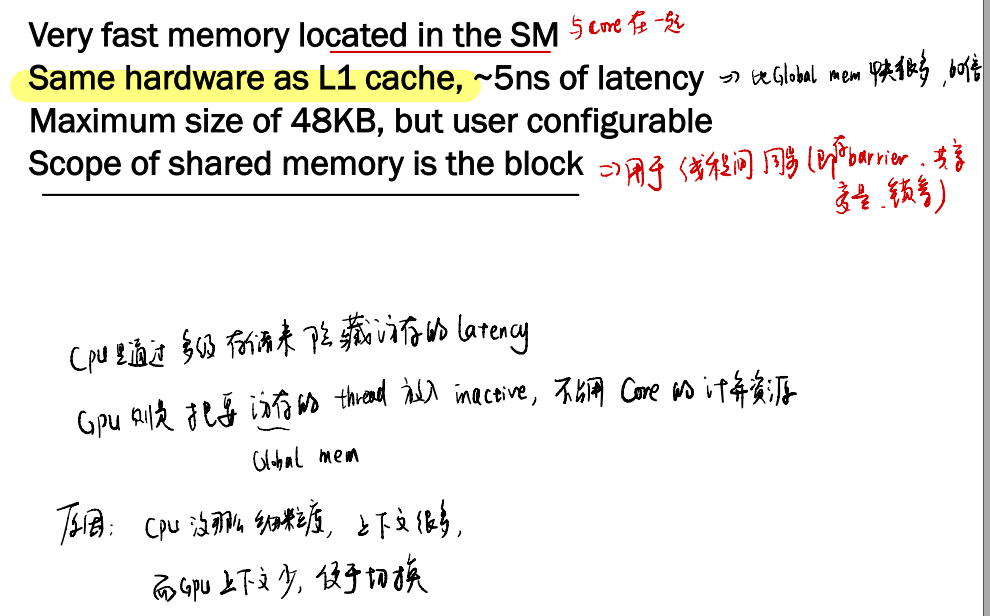 Very fast memory located in the SM 与core在一起
Same hardware as L1 cache, ~5ns of latency => 比Global mem 快很多, 60倍
Maximum size of 48KB, but user configurable
Scope of shared memory is the block => 用于线程间同步(即存barrier、共享
变量、锁等)
Cpu是通过多级存储来隐藏访存的latency
Gpu则是把要访存的thread放入inactive, 不占用Core的计算资源
Global mem
原因: Cpu没那么细粒度, 上下文很多,
而Gpu上下文少, 便于切换